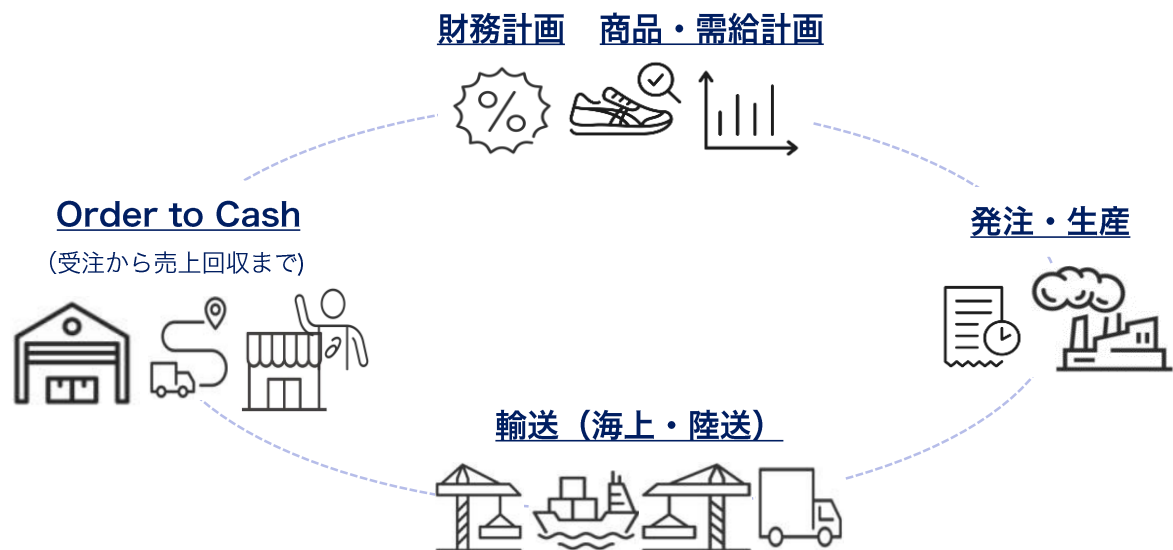 財務計画 商品・需給計画
Order to Cash
（受注から売上回収まで)
発注・生産
輸送（海上・陸送）